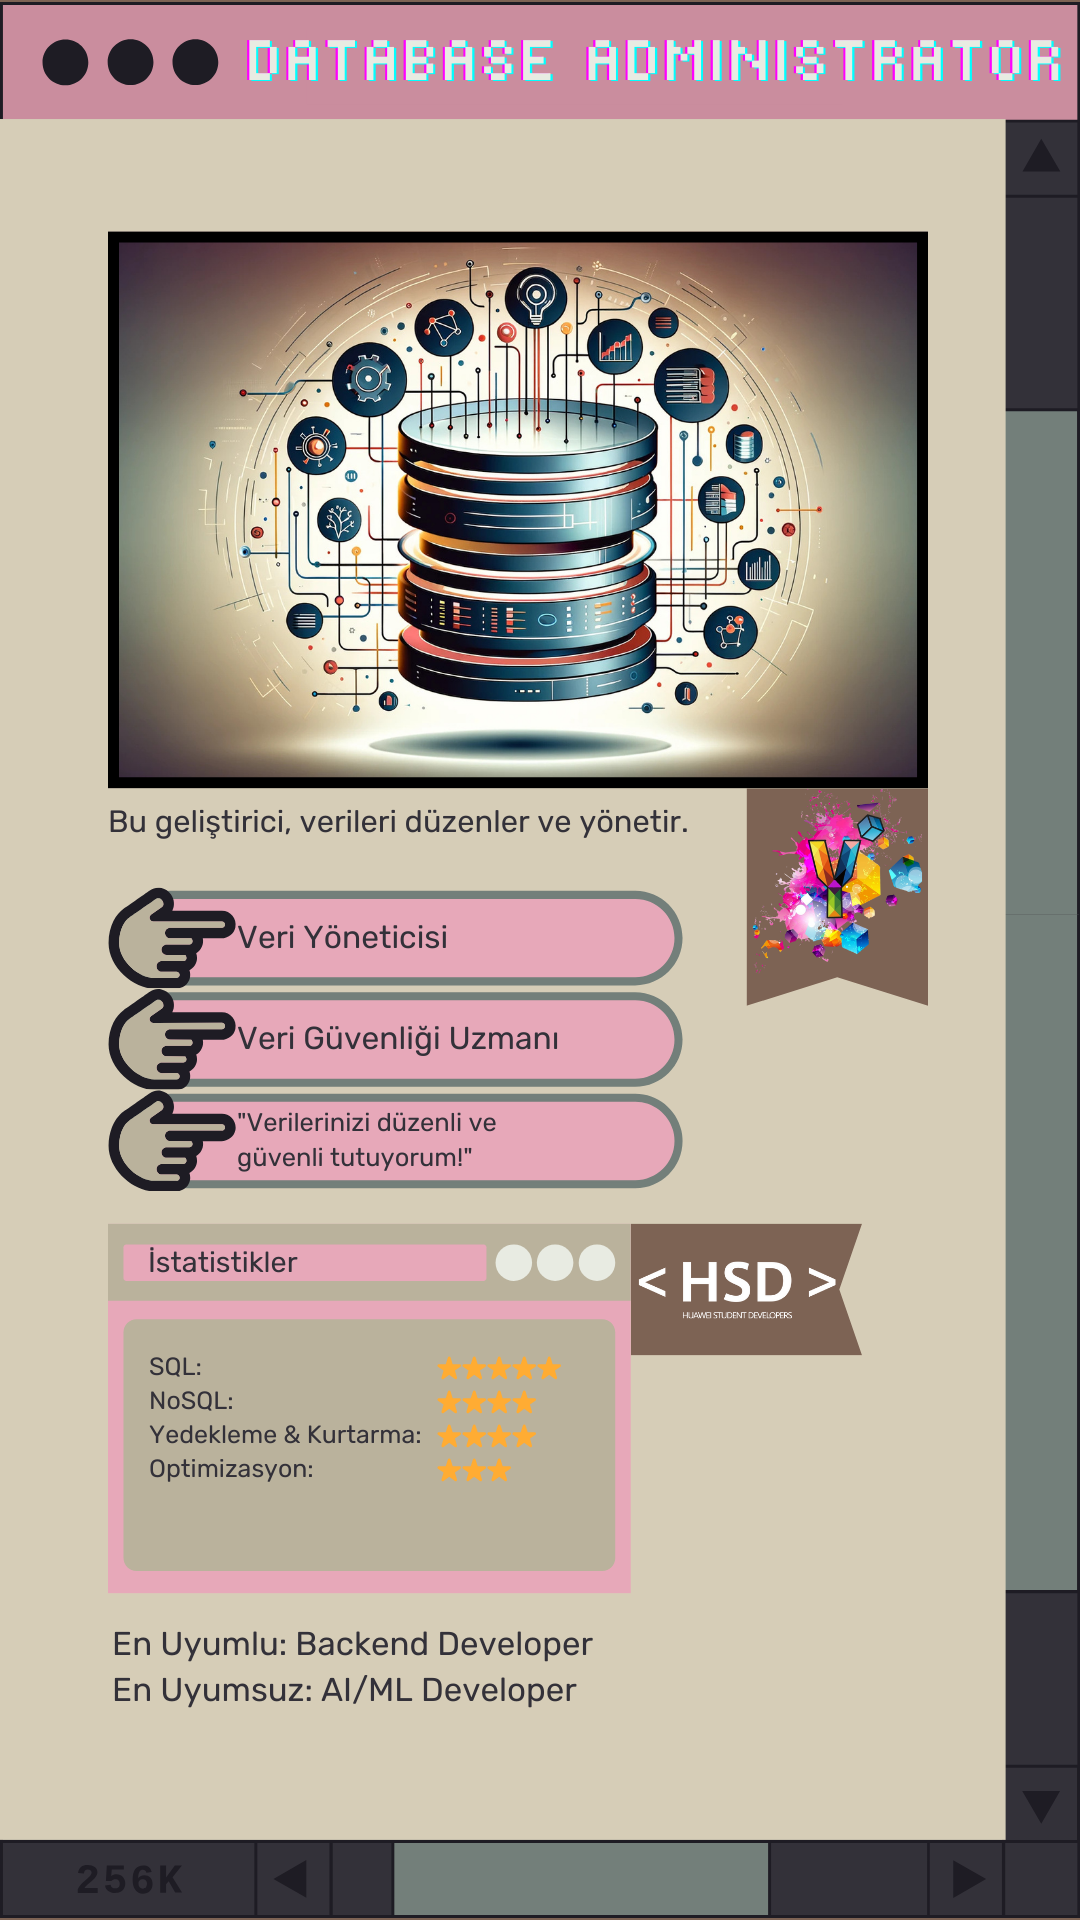 DATABASE ADMINISTRATOR
Bu geliştirici, verileri düzenler ve yönetir.
Veri Yöneticisi
Veri Güvenliği Uzmanı
"Verilerinizi düzenli ve
güvenli tutuyorum!"
İstatistikler
< HSD >
HUAWEI STUDENT DEVELOPERS
SQL: ★★★★★
NoSQL: ★★★★
Yedekleme & Kurtarma: ★★★★
Optimizasyon: ★★★
En Uyumlu: Backend Developer
En Uyumsuz: AI/ML Developer
256K